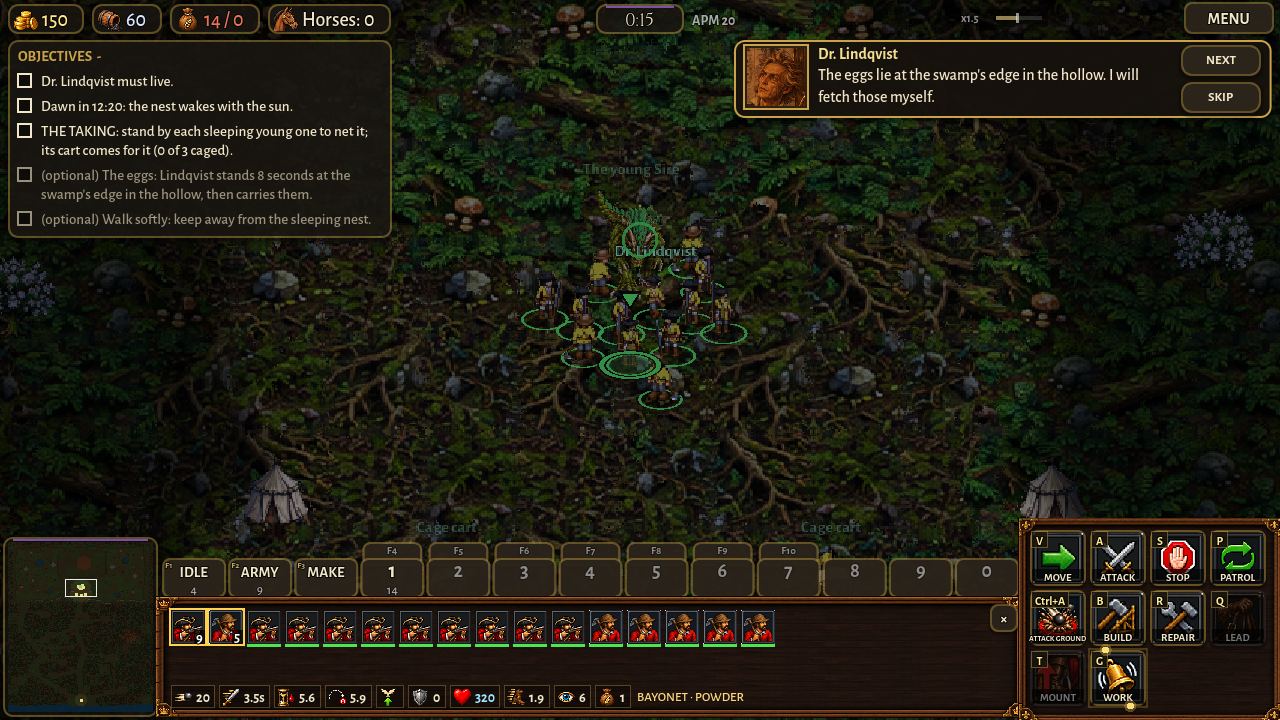 150
60
14/0
Horses: 0
0:15
APM 20
x1.5
MENU
OBJECTIVES -
Dr. Lindqvist must live.
Dawn in 12:20: the nest wakes with the sun.
THE TAKING: stand by each sleeping young one to net it;
its cart comes for it (0 of 3 caged).
(optional) The eggs: Lindqvist stands 8 seconds at the
swamp's edge in the hollow, then carries them.
(optional) Walk softly: keep away from the sleeping nest.
Dr. Lindqvist
The eggs lie at the swamp's edge in the hollow. I will
fetch those myself.
NEXT
SKIP
The young Sire
Dr. Lindqvist
Cage cart
Cage cart
F1 IDLE 4
F2 ARMY 9
F3 MAKE
F4 1 14
F5 2
F6 3
F7 4
F8 5
F9 6
F10 7
8
9
0
9
5
×
20
3.5s
5.6
5.9
0
320
1.9
6
1
BAYONET · POWDER
V MOVE
A ATTACK
S STOP
P PATROL
Ctrl+A ATTACK GROUND
B BUILD
R REPAIR
Q LEAD
T MOUNT
G WORK